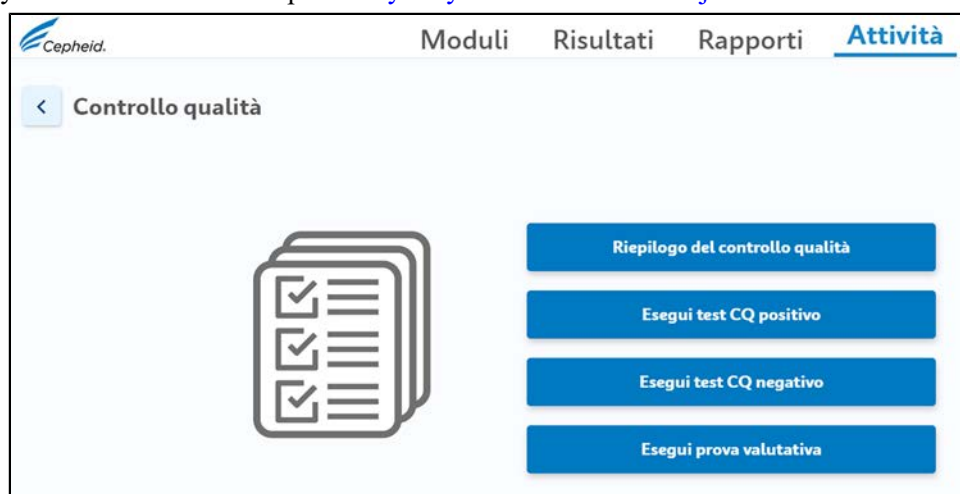 Cepheid.
Moduli Risultati Rapporti Attività
< Controllo qualità
Riepilogo del controllo qualità
Esegui test CQ positivo
Esegui test CQ negativo
Esegui prova valutativa